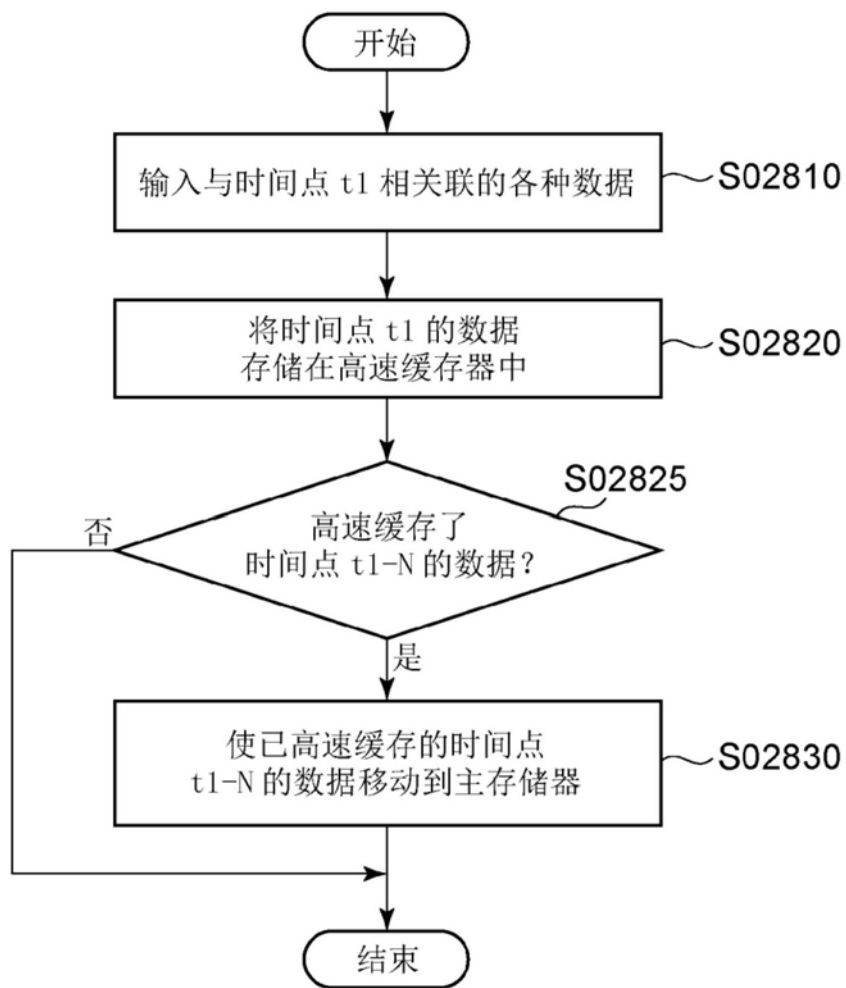 开始
输入与时间点 t1 相关联的各种数据
S02810
将时间点 t1 的数据
存储在高速缓存器中
S02820
S02825
高速缓存了
时间点 t1-N 的数据?
否
是
使已高速缓存的时间点
t1-N 的数据移动到主存储器
S02830
结束